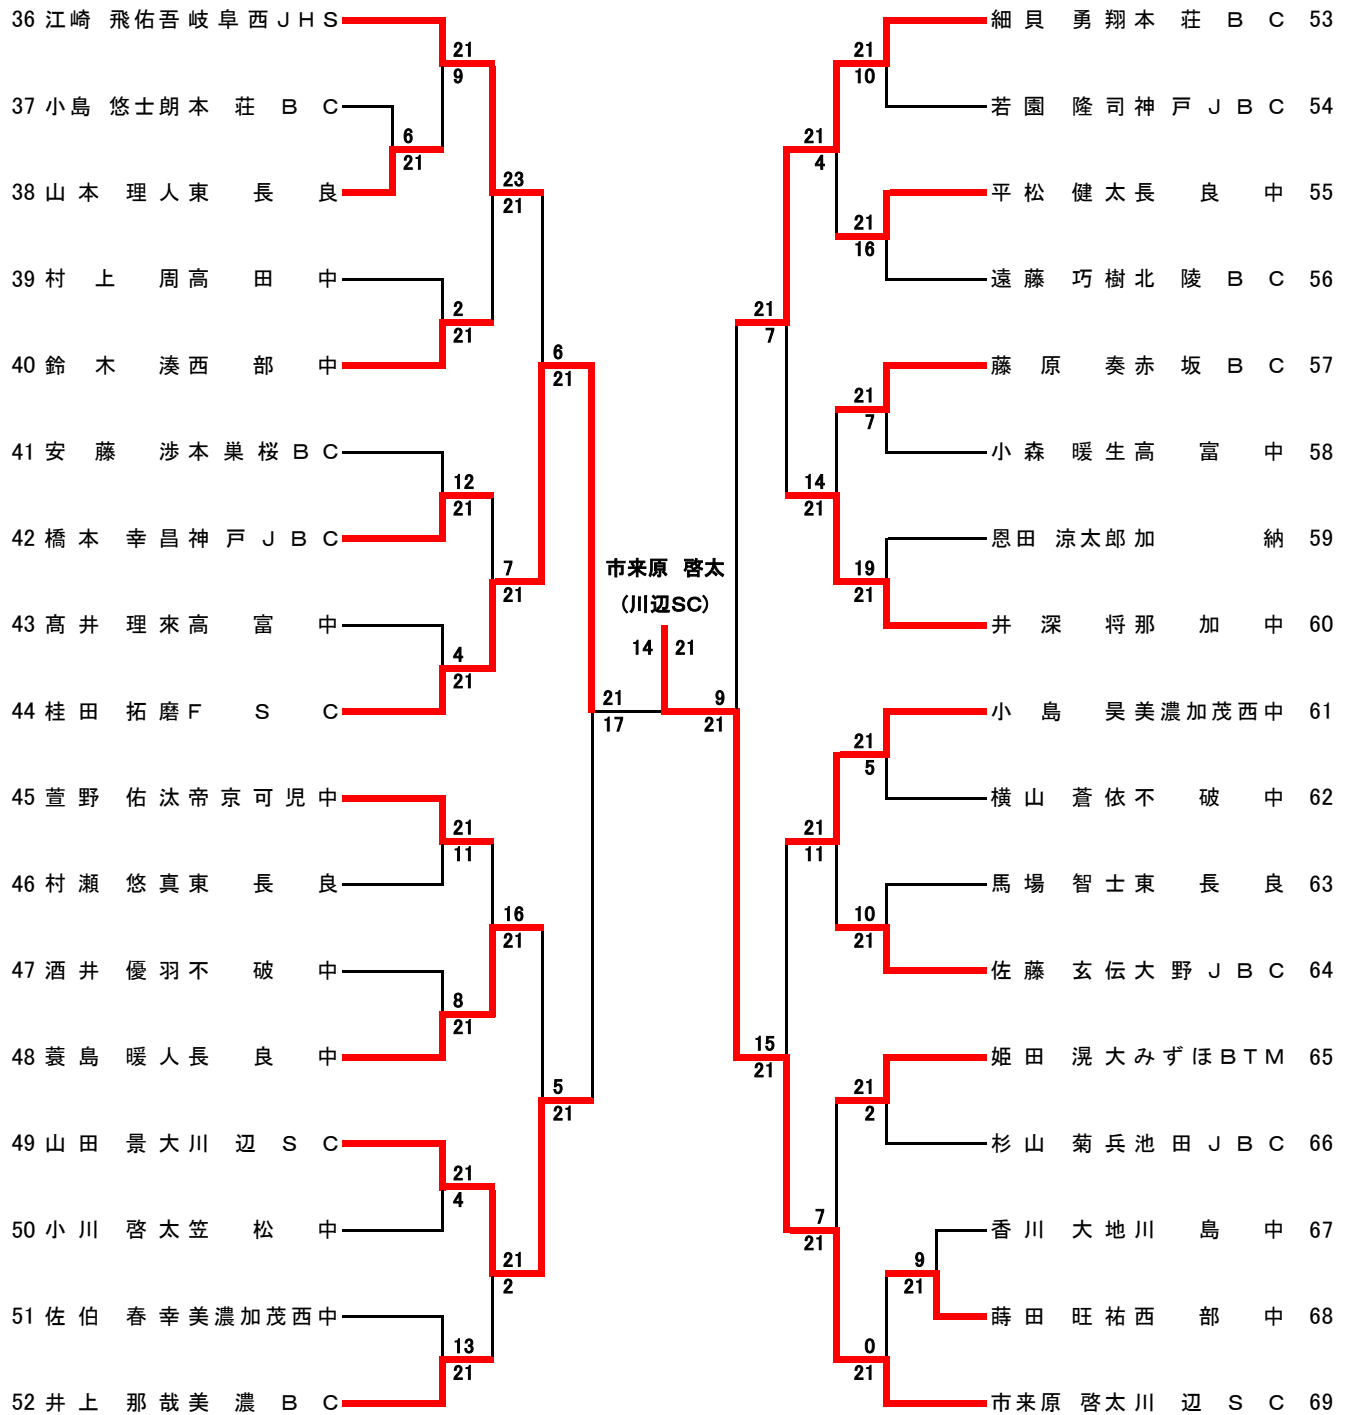 36 江崎 飛佑吾 岐阜西JHS
21
9
37 小島 悠士朗 本荘BC
6
21
38 山本 理人 東長良
23
21
39 村上 周 高田中
2
21
40 鈴木 湊 西部中
6
21
41 安藤 渉 本巣桜BC
12
21
42 橋本 幸昌 神戸JBC
7
21
43 髙井 理來 高富中
4
21
44 桂田 拓磨 FSC
21
17
45 萱野 佑汰 帝京可児中
21
11
46 村瀬 悠真 東長良
16
21
47 酒井 優羽 不破中
8
21
48 蓑島 暖人 長良中
5
21
49 山田 景大 川辺SC
21
4
50 小川 啓太 笠松中
21
2
51 佐伯 春幸 美濃加茂西中
13
21
52 井上 那哉 美濃BC
市来原 啓太
(川辺SC)
14 21
細貝 勇翔 本荘BC 53
21
10
若園 隆司 神戸JBC 54
21
4
平松 健太 長良中 55
21
16
遠藤 巧樹 北陵BC 56
21
7
藤原 奏 赤坂BC 57
21
7
小森 暖生 高富中 58
14
21
恩田 涼太郎 加納 59
19
21
井深 将 那加中 60
9
21
小島 昊 美濃加茂西中 61
21
5
横山 蒼依 不破中 62
21
11
馬場 智士 東長良 63
10
21
佐藤 玄伝 大野JBC 64
15
21
姫田 滉大 みずほBTM 65
21
2
杉山 菊兵 池田JBC 66
7
21
香川 大地 川島中 67
9
21
蒔田 旺祐 西部中 68
0
21
市来原 啓太 川辺SC 69